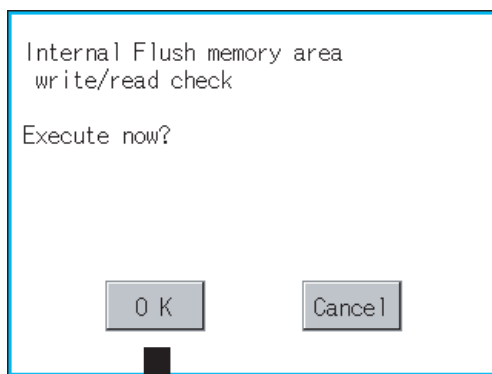 Internal Flush memory area
write/read check
Execute now?
O K
Cancel